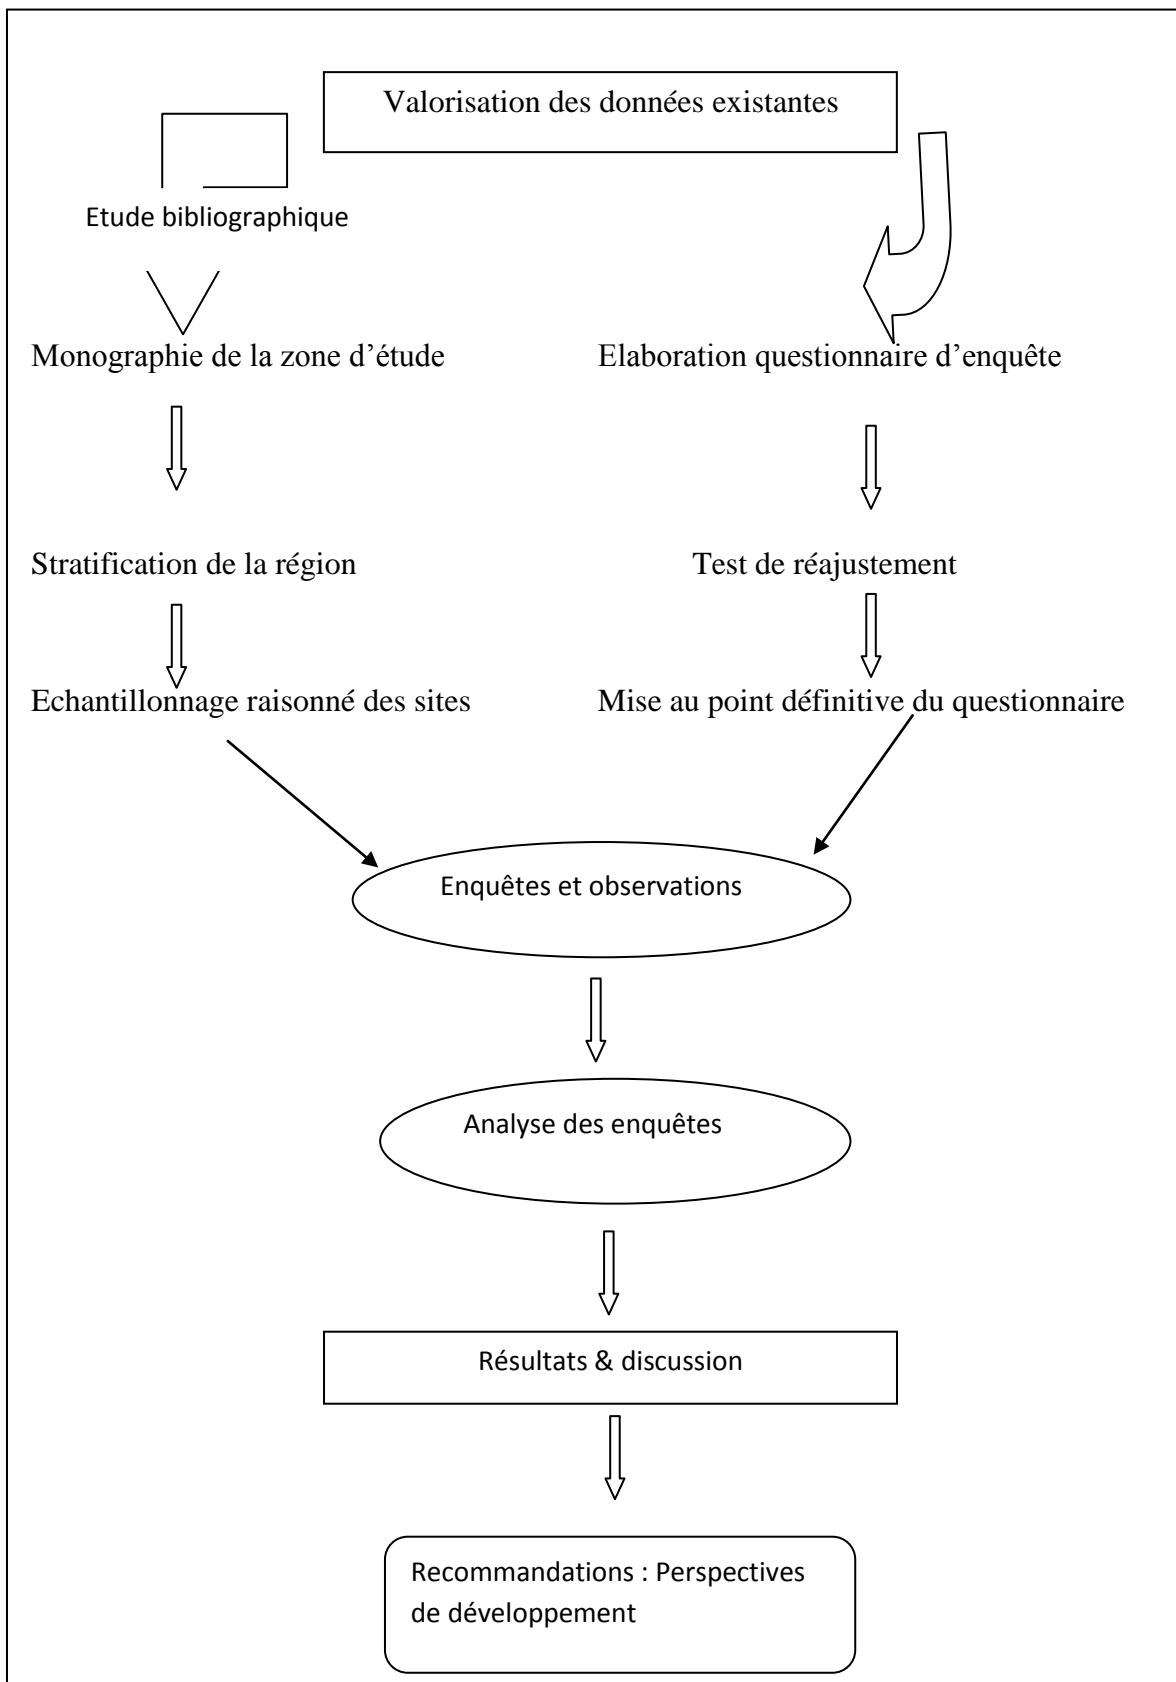 Valorisation des données existantes
Etude bibliographique
Monographie de la zone d’étude
Elaboration questionnaire d’enquête
Stratification de la région
Test de réajustement
Echantillonnage raisonné des sites
Mise au point définitive du questionnaire
Enquêtes et observations
Analyse des enquêtes
Résultats & discussion
Recommandations : Perspectives
de développement